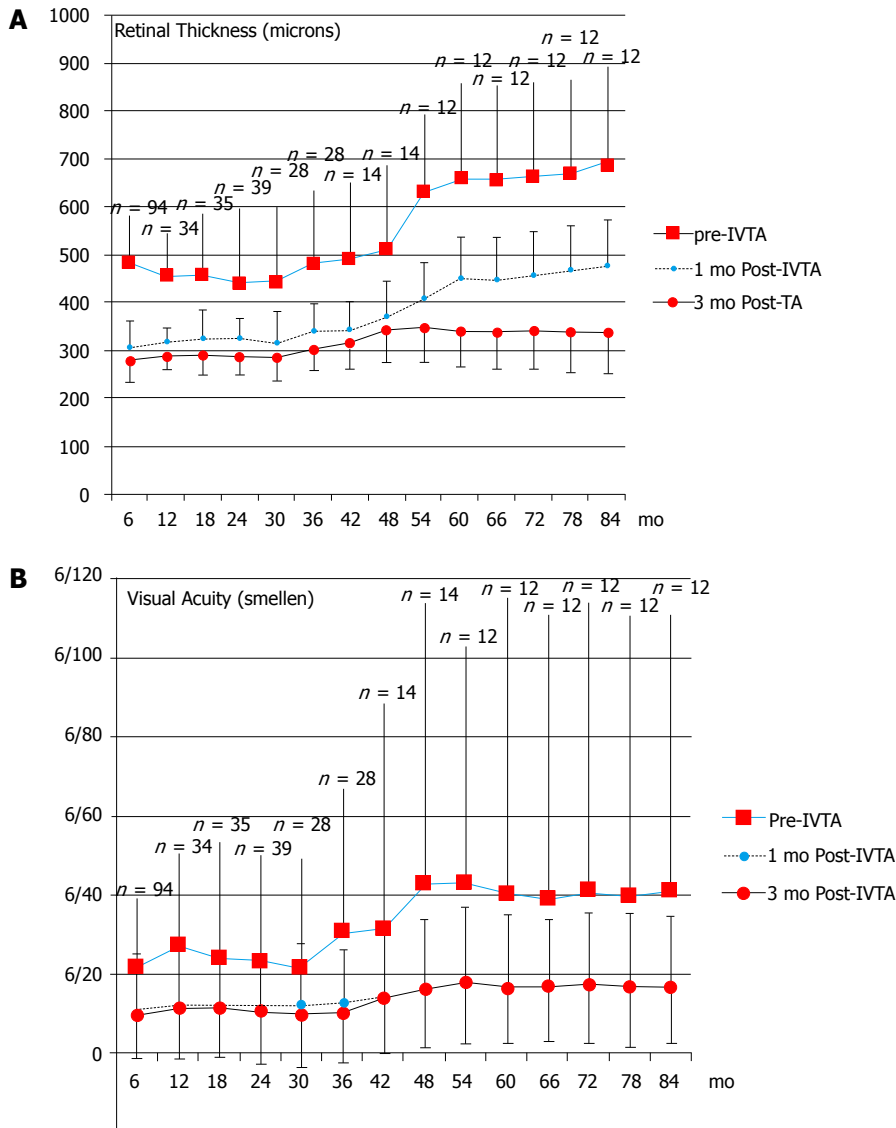 A
Retinal Thickness (microns)
1000
900
800
700
600
500
400
300
200
100
0
n = 94
n = 34
n = 35
n = 39
n = 28
n = 28
n = 14
n = 14
n = 12
n = 12
n = 12
n = 12
n = 12
n = 12
6 12 18 24 30 36 42 48 54 60 66 72 78 84 mo
pre-IVTA
1 mo Post-IVTA
3 mo Post-TA
B
Visual Acuity (smellen)
6/120
6/100
6/80
6/60
6/40
6/20
0
n = 94
n = 34
n = 35
n = 39
n = 28
n = 28
n = 14
n = 14
n = 12
n = 12
n = 12
n = 12
n = 12
n = 12
6 12 18 24 30 36 42 48 54 60 66 72 78 84 mo
Pre-IVTA
1 mo Post-IVTA
3 mo Post-IVTA